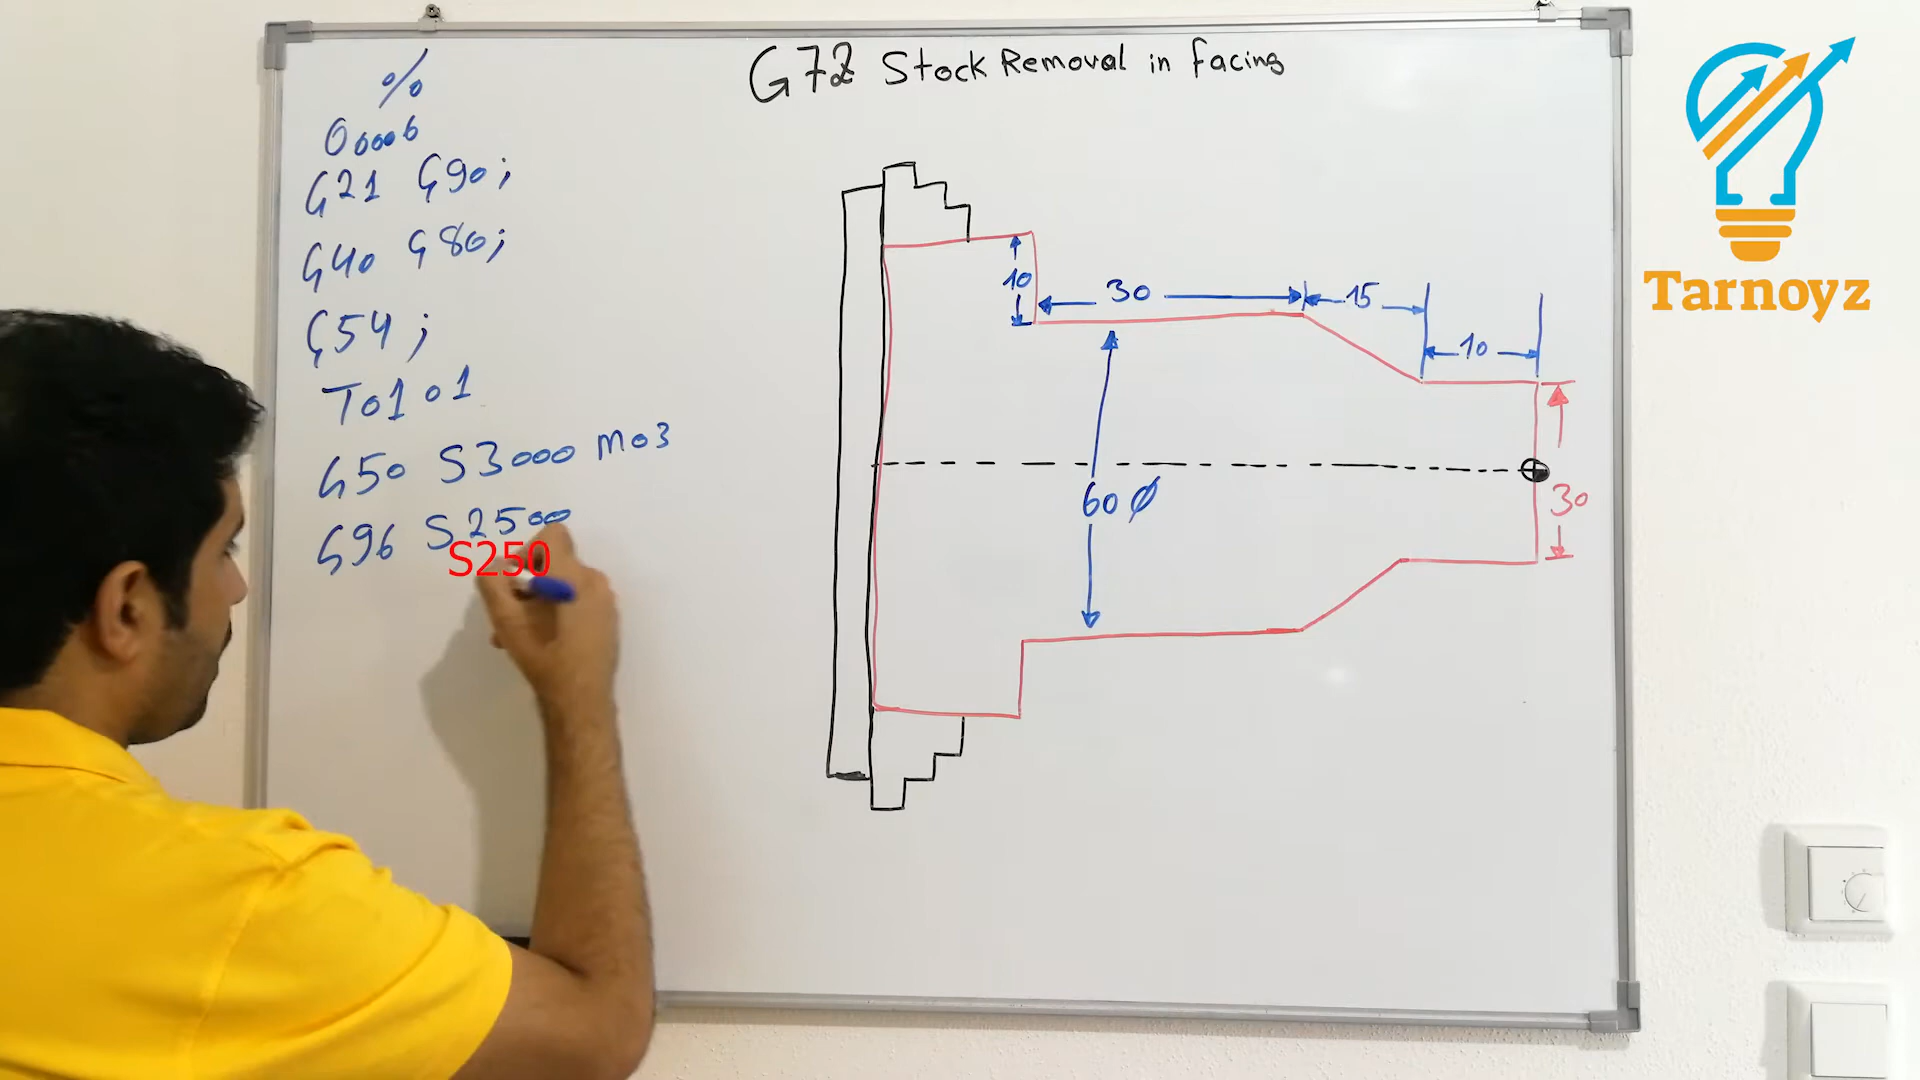 G72 Stock Removal in facing
%
O0006
G21 G90;
G40 G80;
G54;
T0101
G50 S3000 m03
G96 S2500
S250
10
30
15
10
60 Ø
30
Tarnoyz